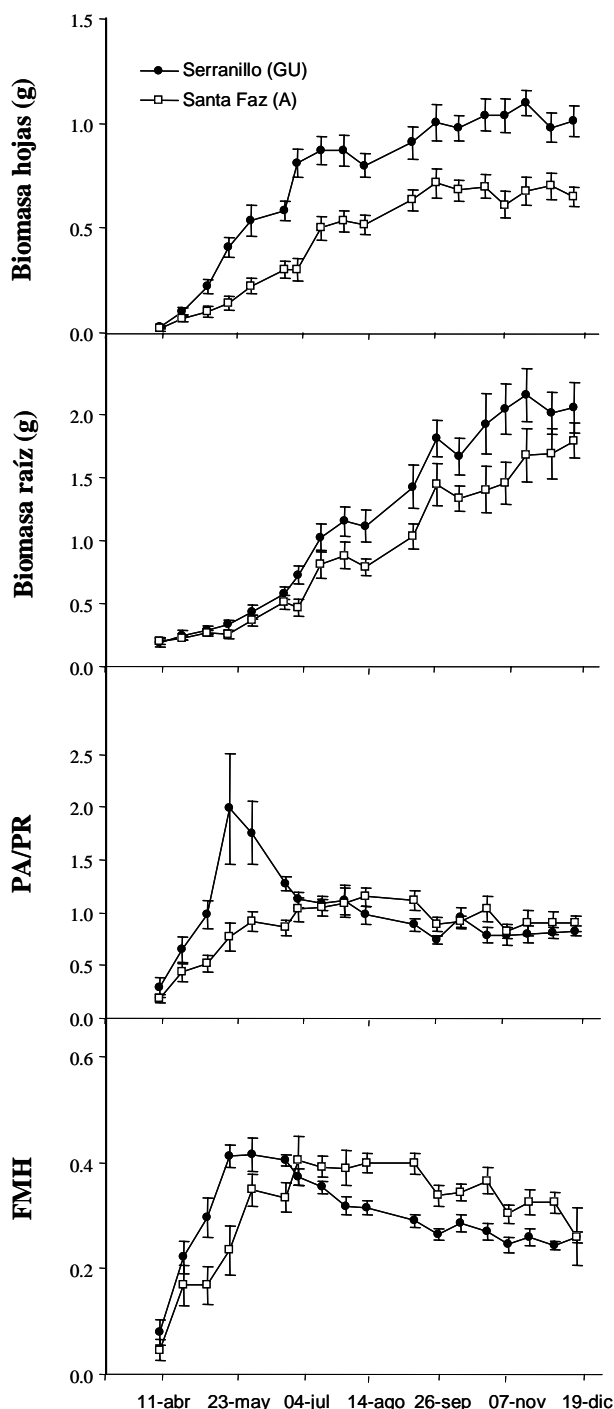 1.5
Serranillo (GU)
Santa Faz (A)
1.0
0.5
0.0
Biomasa hojas (g)
2.0
1.5
1.0
0.5
0.0
Biomasa raíz (g)
2.5
2.0
1.5
1.0
0.5
0.0
PA/PR
0.6
0.4
0.2
0.0
FMH
11-abr 23-may 04-jul 14-ago 26-sep 07-nov 19-dic